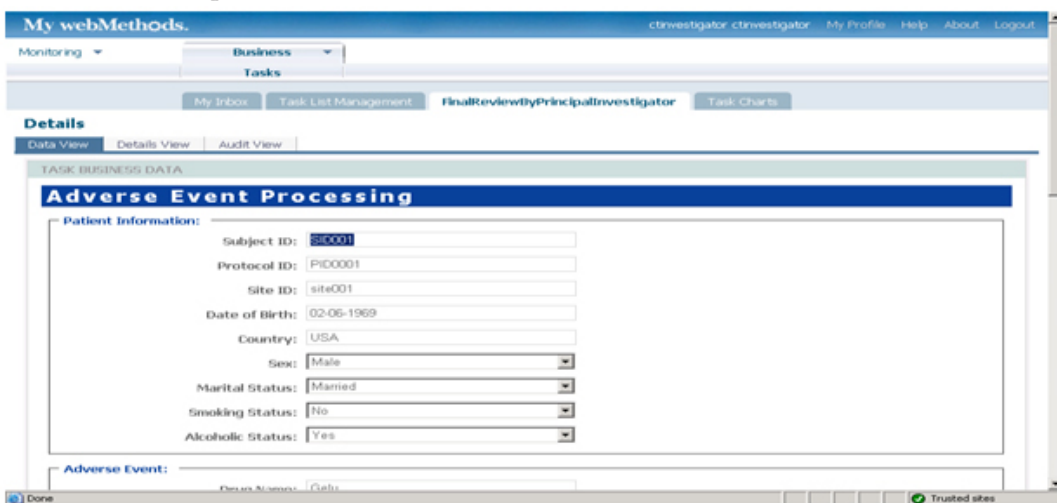 My webMethods.
ctinvestigator ctinvestigator My Profile Help About Logout
Monitoring Business
Tasks
My Inbox Task List Management FinalReviewByPrincipalInvestigator Task Charts
Details
Data View Details View Audit View
TASK BUSINESS DATA
Adverse Event Processing
Patient Information:
Subject ID: SID001
Protocol ID: PID0001
Site ID: site001
Date of Birth: 02-06-1969
Country: USA
Sex: Male
Marital Status: Married
Smoking Status: No
Alcoholic Status: Yes
Adverse Event:
Drug Name: Gelu
Done Trusted sites